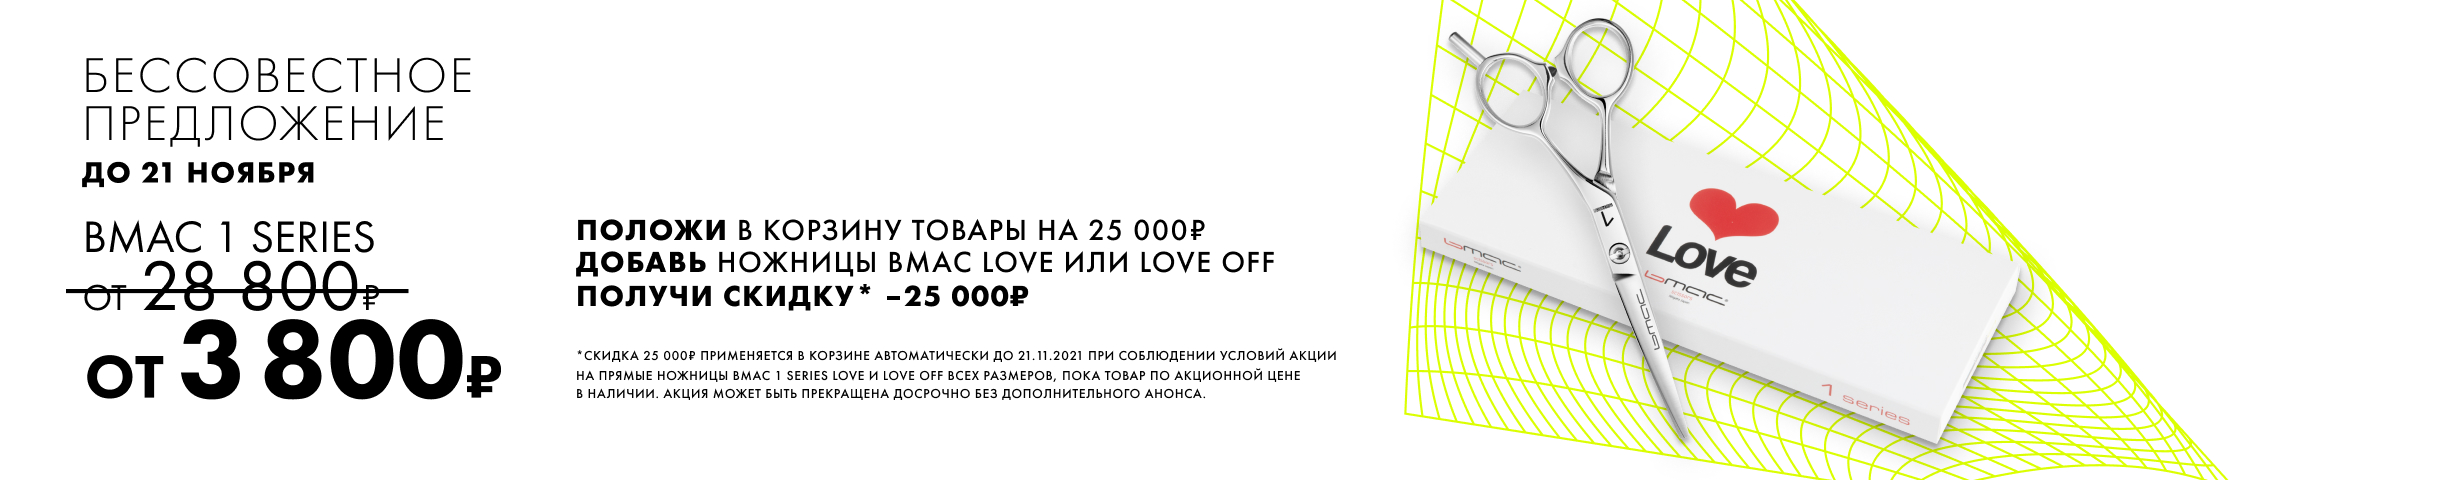 БЕССОВЕСТНОЕ
ПРЕДЛОЖЕНИЕ
ДО 21 НОЯБРЯ
BMAC 1 SERIES
ОТ 28 800₽
ОТ 3 800₽
ПОЛОЖИ В КОРЗИНУ ТОВАРЫ НА 25 000₽
ДОБАВЬ НОЖНИЦЫ BMAC LOVE ИЛИ LOVE OFF
ПОЛУЧИ СКИДКУ* –25 000₽
*СКИДКА 25 000₽ ПРИМЕНЯЕТСЯ В КОРЗИНЕ АВТОМАТИЧЕСКИ ДО 21.11.2021 ПРИ СОБЛЮДЕНИИ УСЛОВИЙ АКЦИИ
НА ПРЯМЫЕ НОЖНИЦЫ BMAC 1 SERIES LOVE И LOVE OFF ВСЕХ РАЗМЕРОВ, ПОКА ТОВАР ПО АКЦИОННОЙ ЦЕНЕ
В НАЛИЧИИ. АКЦИЯ МОЖЕТ БЫТЬ ПРЕКРАЩЕНА ДОСРОЧНО БЕЗ ДОПОЛНИТЕЛЬНОГО АНОНСА.
bmac
Love
bmac
1 series
1
bmac